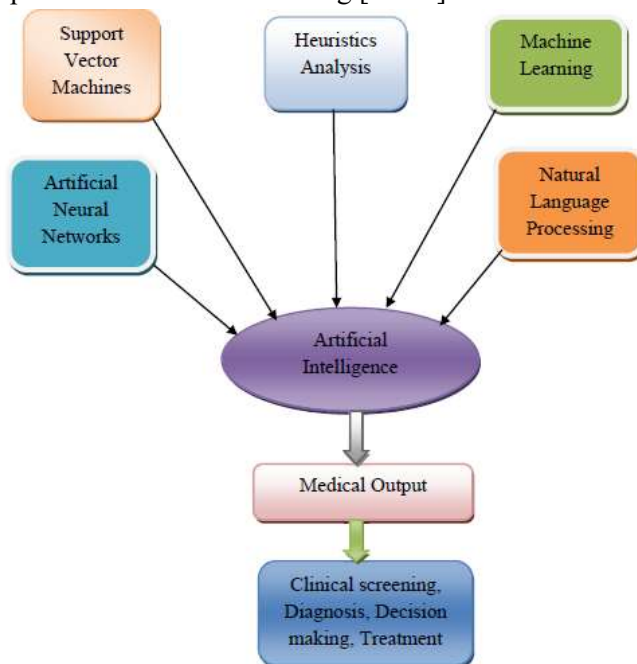 Support
Vector
Machines
Heuristics
Analysis
Machine
Learning
Artificial
Neural
Networks
Natural
Language
Processing
Artificial
Intelligence
Medical Output
Clinical screening,
Diagnosis, Decision
making, Treatment